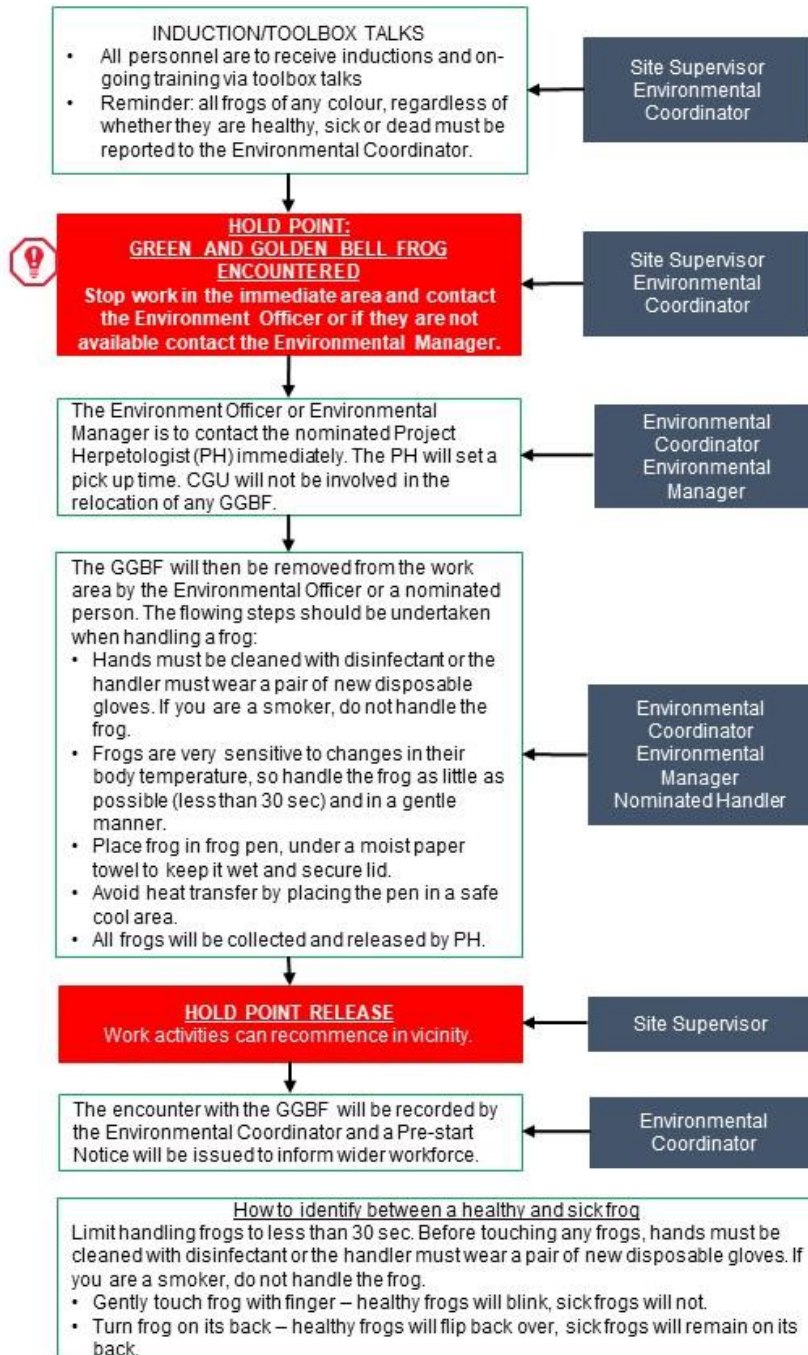 INDUCTION/TOOLBOX TALKS
• All personnel are to receive inductions and on-
going training via toolbox talks
• Reminder: all frogs of any colour, regardless of
whether they are healthy, sick or dead must be
reported to the Environmental Coordinator.
Site Supervisor
Environmental
Coordinator
HOLD POINT:
GREEN AND GOLDEN BELL FROG
ENCOUNTERED
Stop work in the immediate area and contact
the Environment Officer or if they are not
available contact the Environmental Manager.
Site Supervisor
Environmental
Coordinator
The Environment Officer or Environmental
Manager is to contact the nominated Project
Herpetologist (PH) immediately. The PH will set a
pick up time. CGU will not be involved in the
relocation of any GGBF.
Environmental
Coordinator
Environmental
Manager
The GGBF will then be removed from the work
area by the Environmental Officer or a nominated
person. The flowing steps should be undertaken
when handling a frog:
• Hands must be cleaned with disinfectant or the
handler must wear a pair of new disposable
gloves. If you are a smoker, do not handle the
frog.
• Frogs are very sensitive to changes in their
body temperature, so handle the frog as little as
possible (less than 30 sec) and in a gentle
manner.
• Place frog in frog pen, under a moist paper
towel to keep it wet and secure lid.
• Avoid heat transfer by placing the pen in a safe
cool area.
• All frogs will be collected and released by PH.
Environmental
Coordinator
Environmental
Manager
Nominated Handler
HOLD POINT RELEASE
Work activities can recommence in vicinity.
Site Supervisor
The encounter with the GGBF will be recorded by
the Environmental Coordinator and a Pre-start
Notice will be issued to inform wider workforce.
Environmental
Coordinator
How to identify between a healthy and sick frog
Limit handling frogs to less than 30 sec. Before touching any frogs, hands must be
cleaned with disinfectant or the handler must wear a pair of new disposable gloves. If
you are a smoker, do not handle the frog.
• Gently touch frog with finger – healthy frogs will blink, sick frogs will not.
• Turn frog on its back – healthy frogs will flip back over, sick frogs will remain on its
back.